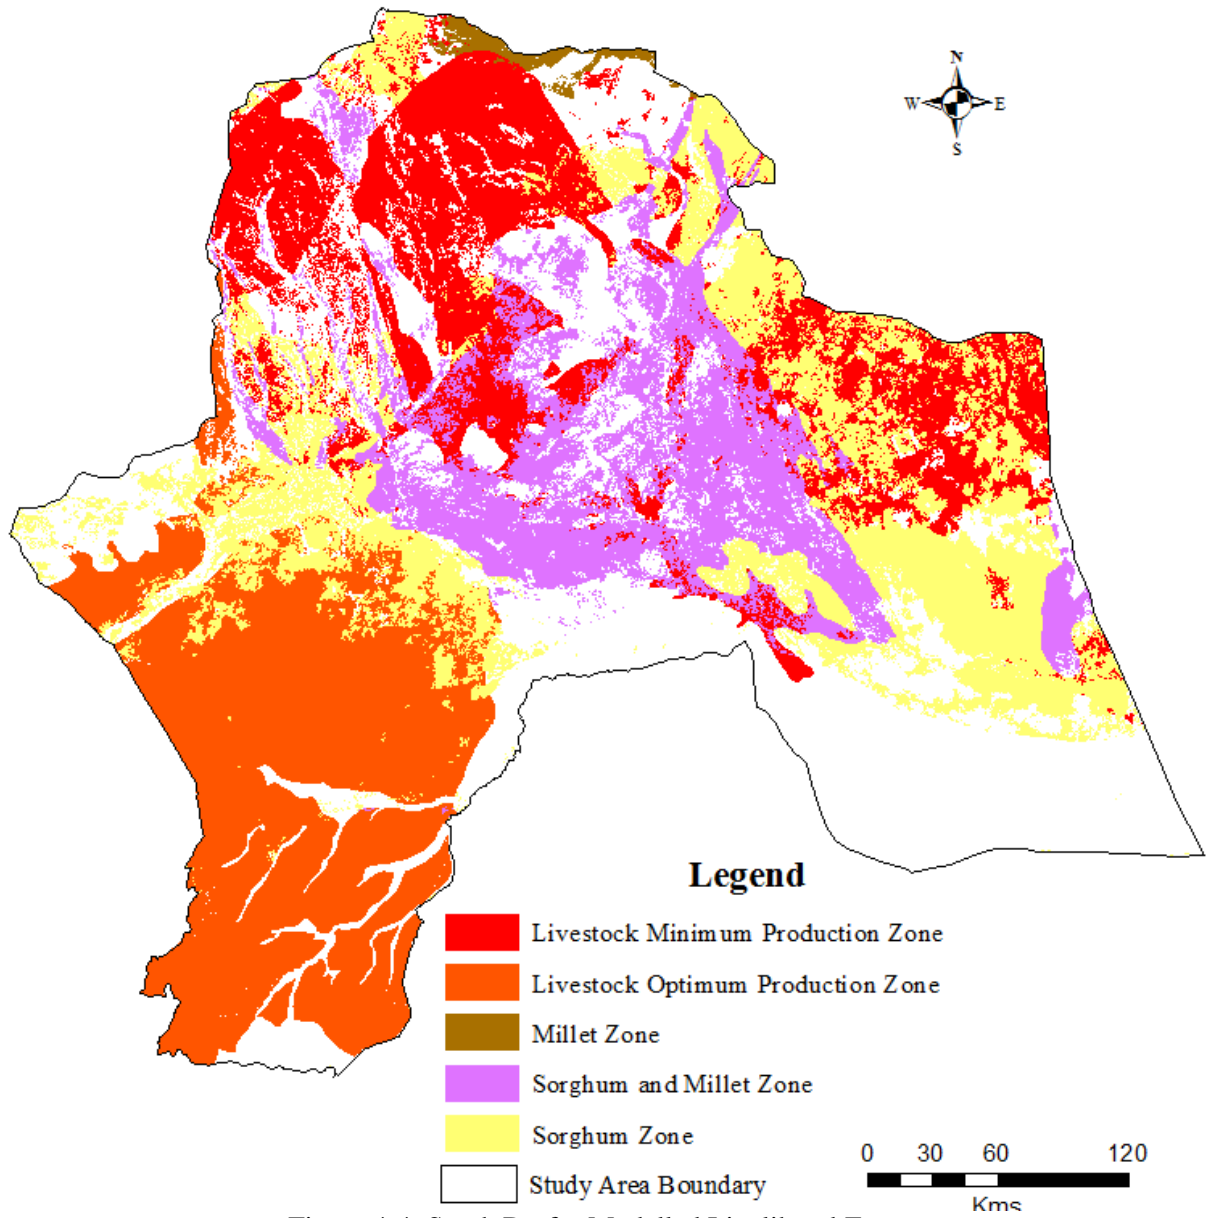 N
W E
S
Legend
Livestock Minimum Production Zone
Livestock Optimum Production Zone
Millet Zone
Sorghum and Millet Zone
Sorghum Zone
Study Area Boundary
0 30 60 120
Kms